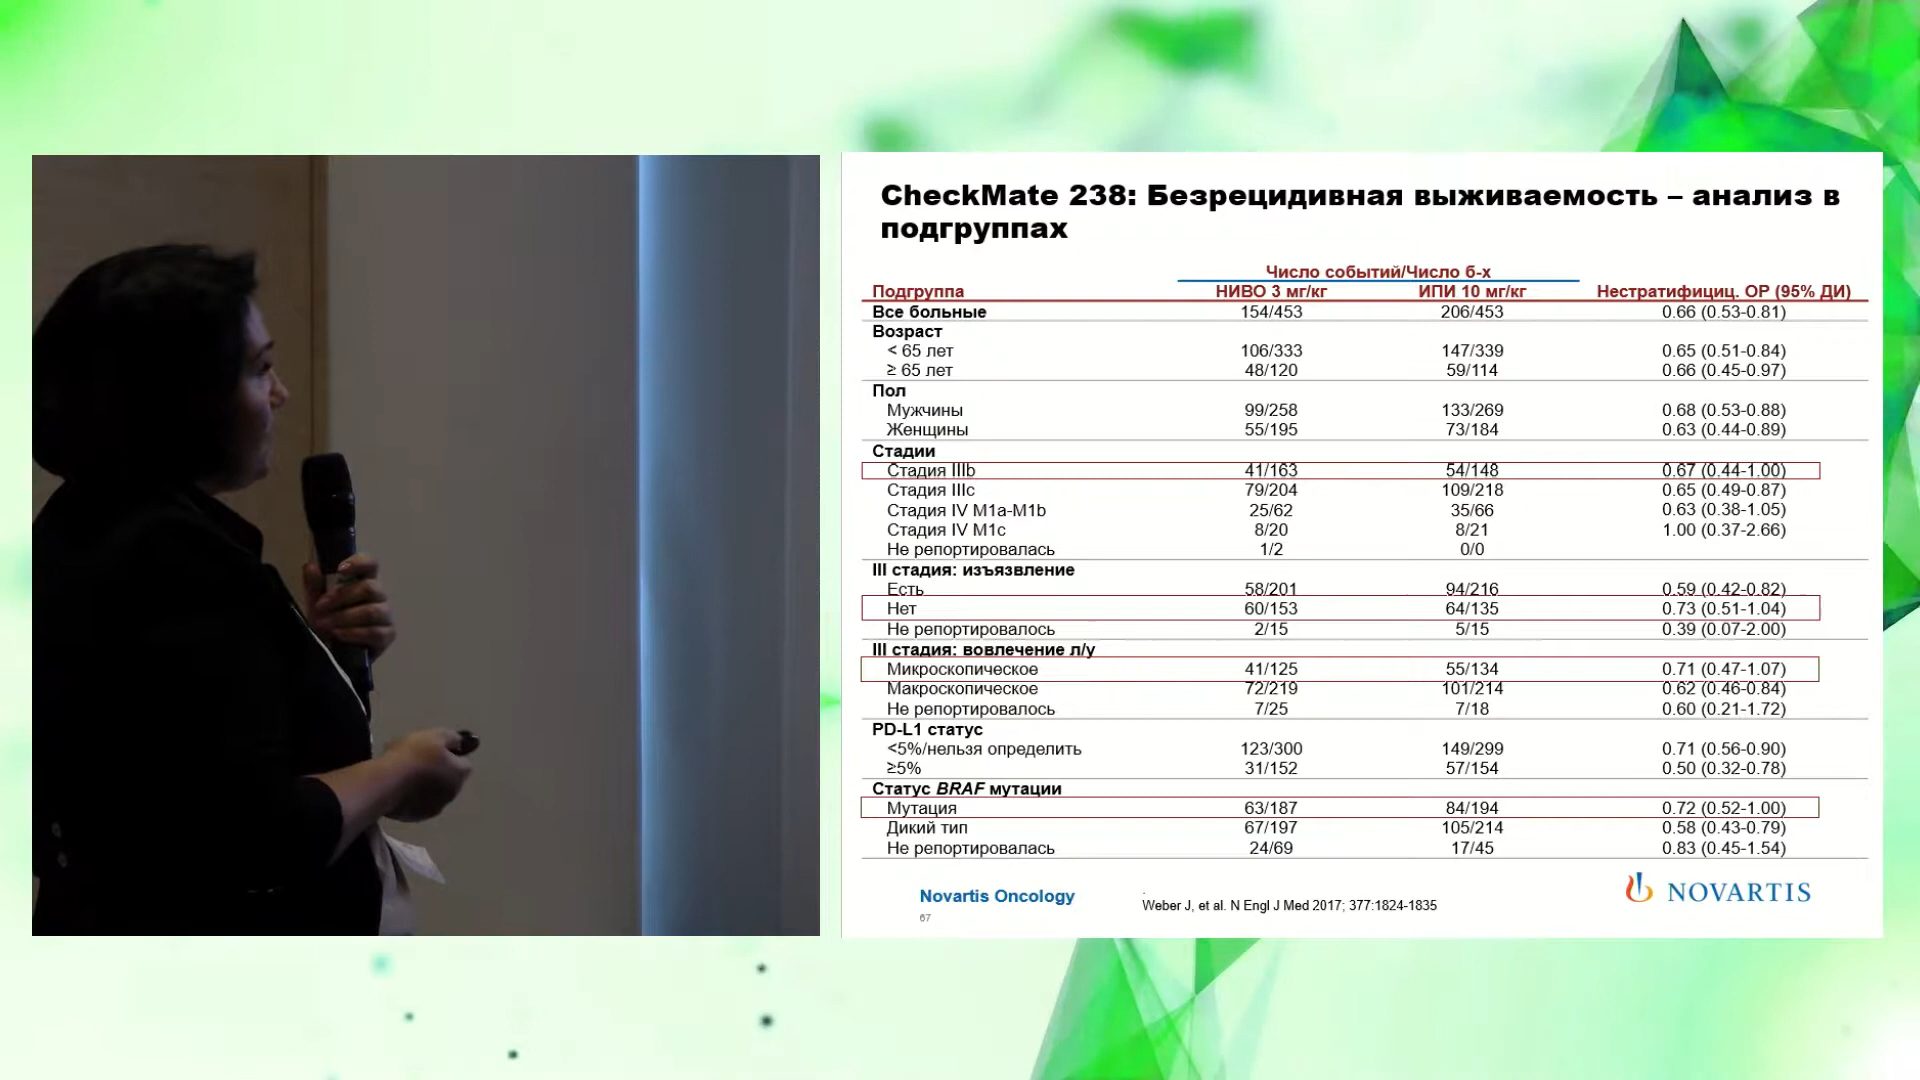 CheckMate 238: Безрецидивная выживаемость – анализ в
подгруппах
Число событий/Число б-х
Подгруппа НИВО 3 мг/кг ИПИ 10 мг/кг Нестратифициц. ОР (95% ДИ)
Все больные 154/453 206/453 0.66 (0.53-0.81)
Возраст
< 65 лет 106/333 147/339 0.65 (0.51-0.84)
≥ 65 лет 48/120 59/114 0.66 (0.45-0.97)
Пол
Мужчины 99/258 133/269 0.68 (0.53-0.88)
Женщины 55/195 73/184 0.63 (0.44-0.89)
Стадии
Стадия IIIb 41/163 54/148 0.67 (0.44-1.00)
Стадия IIIc 79/204 109/218 0.65 (0.49-0.87)
Стадия IV M1a-M1b 25/62 35/66 0.63 (0.38-1.05)
Стадия IV M1c 8/20 8/21 1.00 (0.37-2.66)
Не репортировалась 1/2 0/0
III стадия: изъязвление
Есть 58/201 94/216 0.59 (0.42-0.82)
Нет 60/153 64/135 0.73 (0.51-1.04)
Не репортировалось 2/15 5/15 0.39 (0.07-2.00)
III стадия: вовлечение л/у
Микроскопическое 41/125 55/134 0.71 (0.47-1.07)
Макроскопическое 72/219 101/214 0.62 (0.46-0.84)
Не репортировалось 7/25 7/18 0.60 (0.21-1.72)
PD-L1 статус
<5%/нельзя определить 123/300 149/299 0.71 (0.56-0.90)
≥5% 31/152 57/154 0.50 (0.32-0.78)
Статус BRAF мутации
Мутация 63/187 84/194 0.72 (0.52-1.00)
Дикий тип 67/197 105/214 0.58 (0.43-0.79)
Не репортировалась 24/69 17/45 0.83 (0.45-1.54)
Novartis Oncology
67
Weber J, et al. N Engl J Med 2017; 377:1824-1835
NOVARTIS